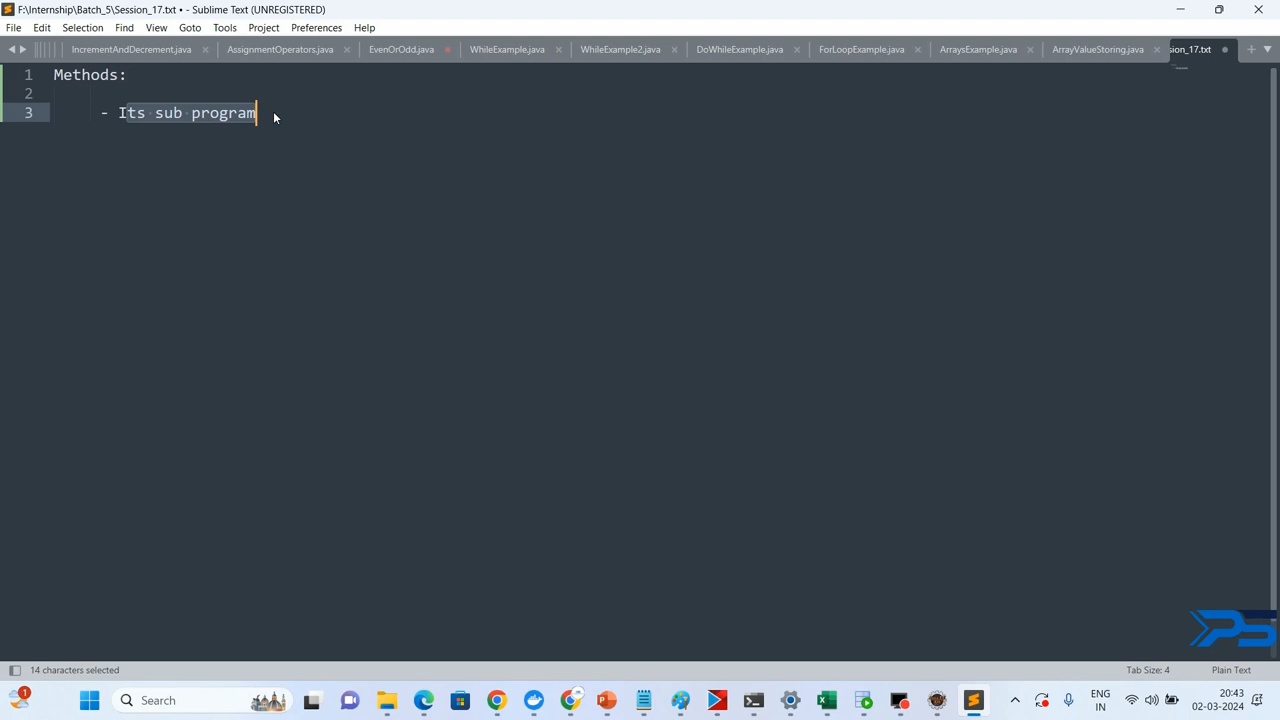 F:\Internship\Batch_5\Session_17.txt • - Sublime Text (UNREGISTERED)
File Edit Selection Find View Goto Tools Project Preferences Help
IncrementAndDecrement.java AssignmentOperators.java EvenOrOdd.java WhileExample.java WhileExample2.java DoWhileExample.java ForLoopExample.java ArraysExample.java ArrayValueStoring.java sion_17.txt
1 Methods:
2
3 - Its sub program
PS
14 characters selected Tab Size: 4 Plain Text
1 Search ENG 20:43
IN 02-03-2024